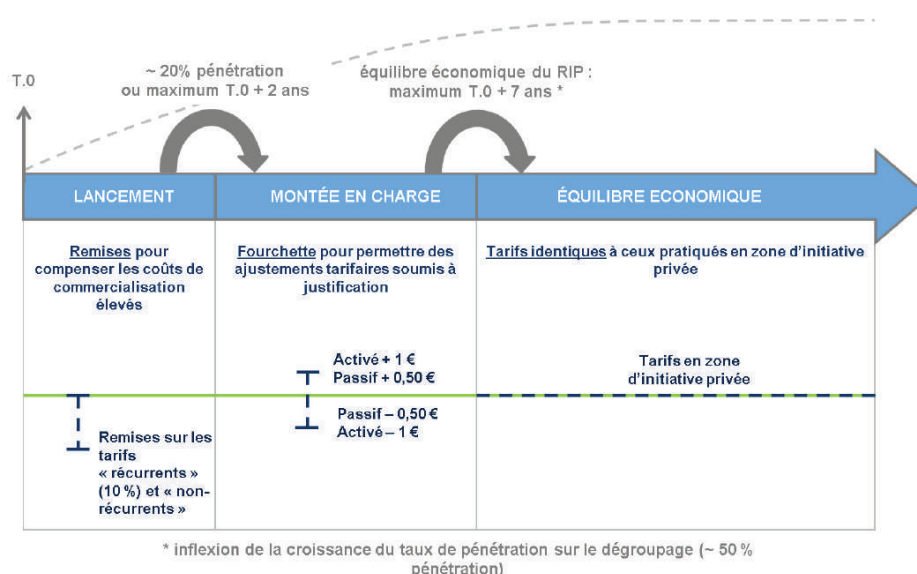 T.0
~ 20% pénétration
ou maximum T.0 + 2 ans
équilibre économique du RIP :
maximum T.0 + 7 ans *
LANCEMENT
MONTÉE EN CHARGE
ÉQUILIBRE ECONOMIQUE
Remises pour
compenser les coûts de
commercialisation
élevés
Fourchette pour permettre des
ajustements tarifaires soumis à
justification
Tarifs identiques à ceux pratiqués en zone d'initiative
privée
Activé + 1 €
Passif + 0,50 €
Tarifs en zone
d'initiative privée
Passif – 0,50 €
Activé – 1 €
Remises sur les
tarifs
« récurrents »
(10 %) et « non-
récurrents »
* inflexion de la croissance du taux de pénétration sur le dégroupage (~ 50 %
pénétration)